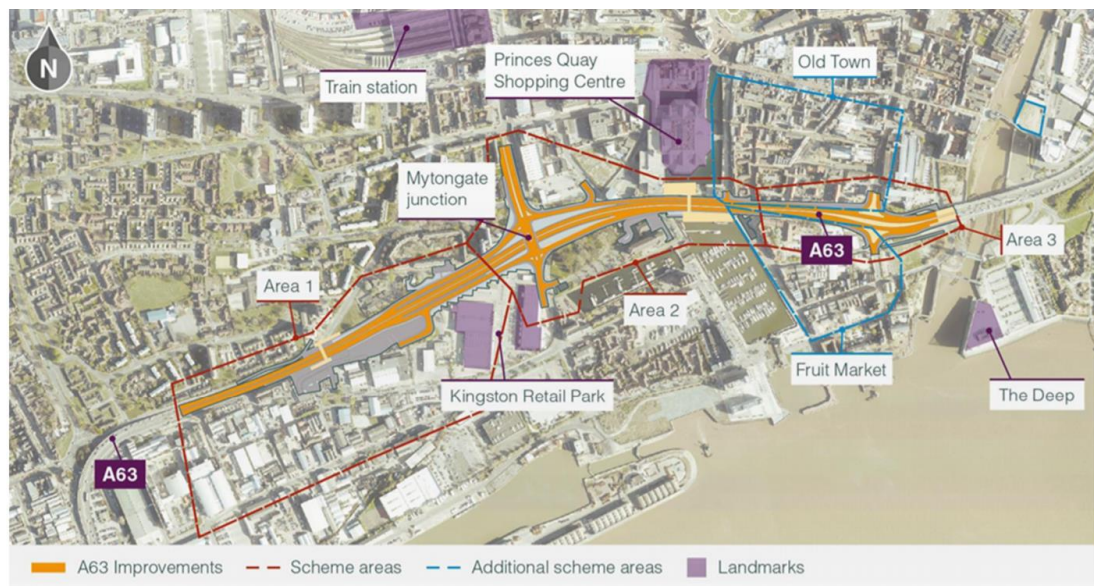 N
Train station
Princes Quay
Shopping Centre
Old Town
Mytongate
junction
A63
Area 3
Area 1
Area 2
Kingston Retail Park
Fruit Market
The Deep
A63
A63 Improvements
Scheme areas
Additional scheme areas
Landmarks